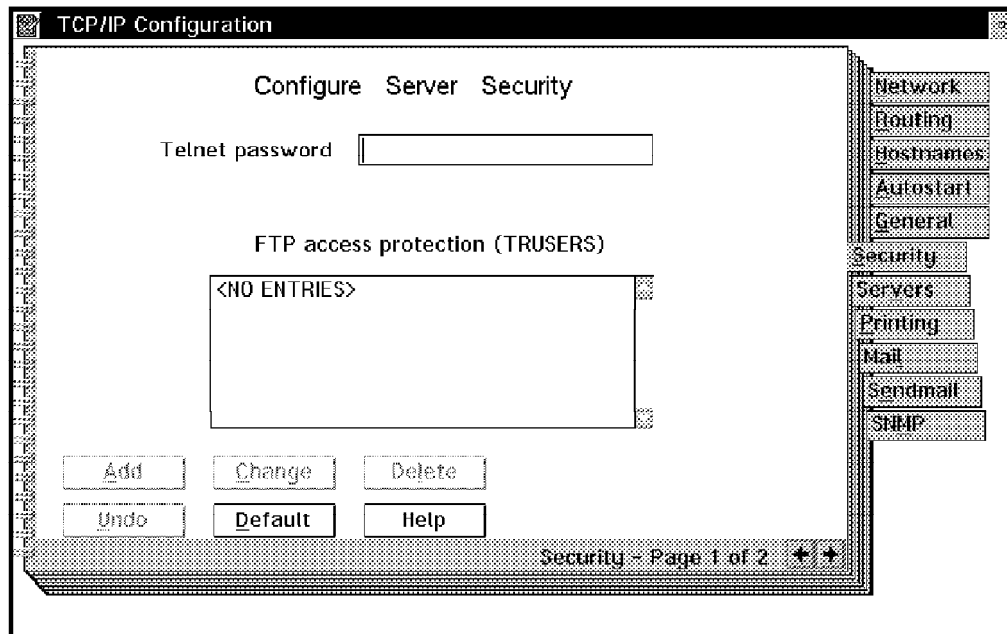 TCP/IP Configuration
Configure Server Security
Telnet password
FTP access protection (TRUSERS)
<NO ENTRIES>
Add Change Delete
Undo Default Help
Security - Page 1 of 2
Network
Routing
Hostnames
Autostart
General
Security
Servers
Printing
Mail
Sendmail
SNMP